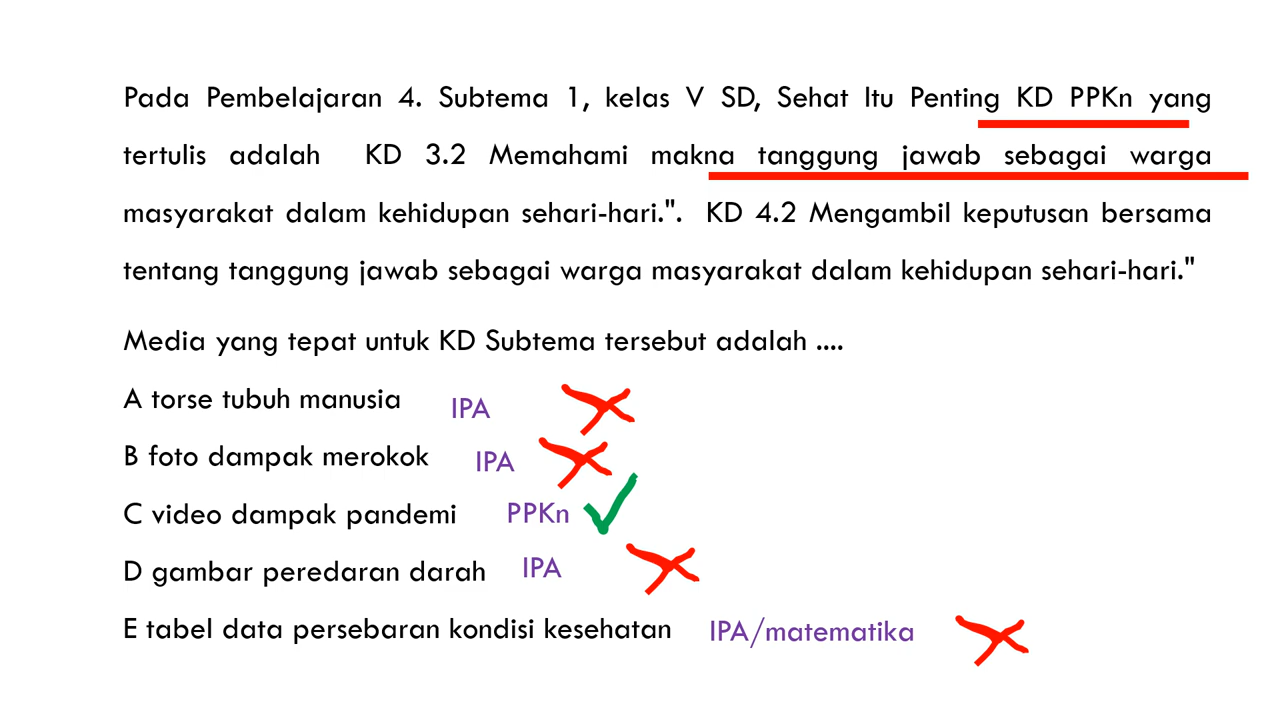 Pada Pembelajaran 4. Subtema 1, kelas V SD, Sehat Itu Penting KD PPKn yang
tertulis adalah KD 3.2 Memahami makna tanggung jawab sebagai warga
masyarakat dalam kehidupan sehari-hari.". KD 4.2 Mengambil keputusan bersama
tentang tanggung jawab sebagai warga masyarakat dalam kehidupan sehari-hari."
Media yang tepat untuk KD Subtema tersebut adalah ....
A torse tubuh manusia IPA
B foto dampak merokok IPA
C video dampak pandemi PPKn
D gambar peredaran darah IPA
E tabel data persebaran kondisi kesehatan IPA/matematika